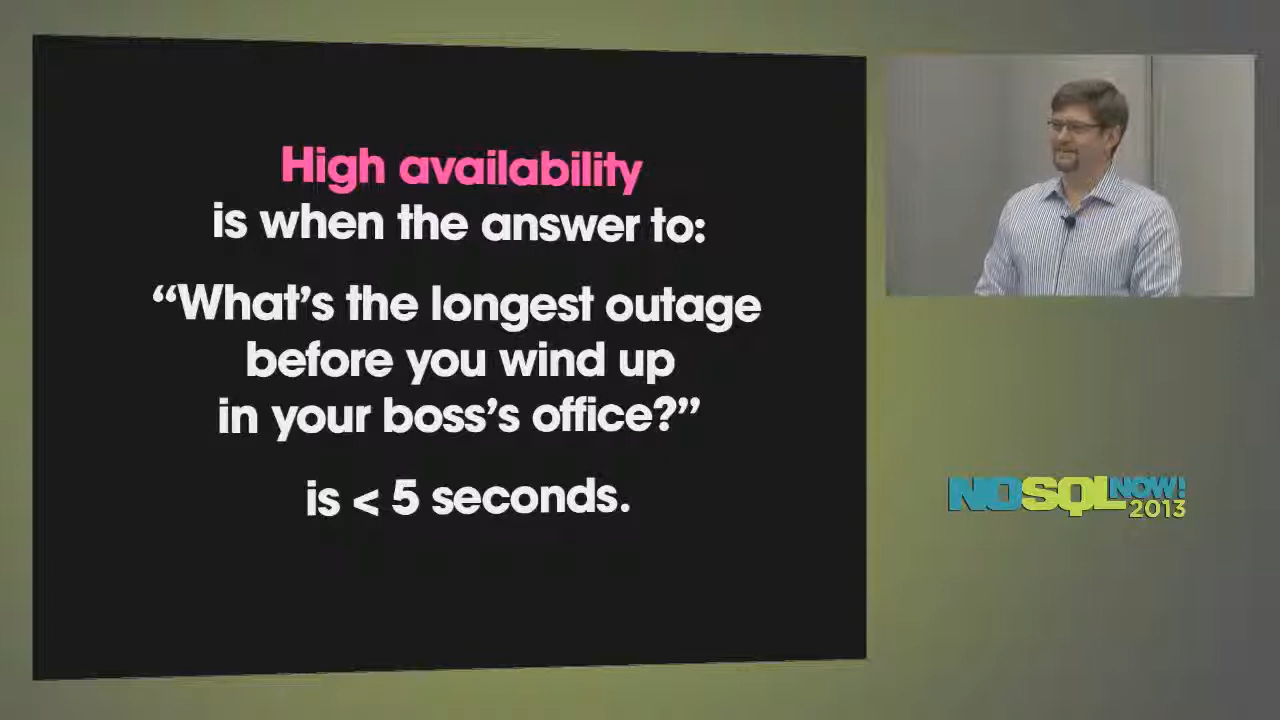 High availability
is when the answer to:
“What’s the longest outage
before you wind up
in your boss’s office?”
is < 5 seconds.
NOSQL NOW!
2013